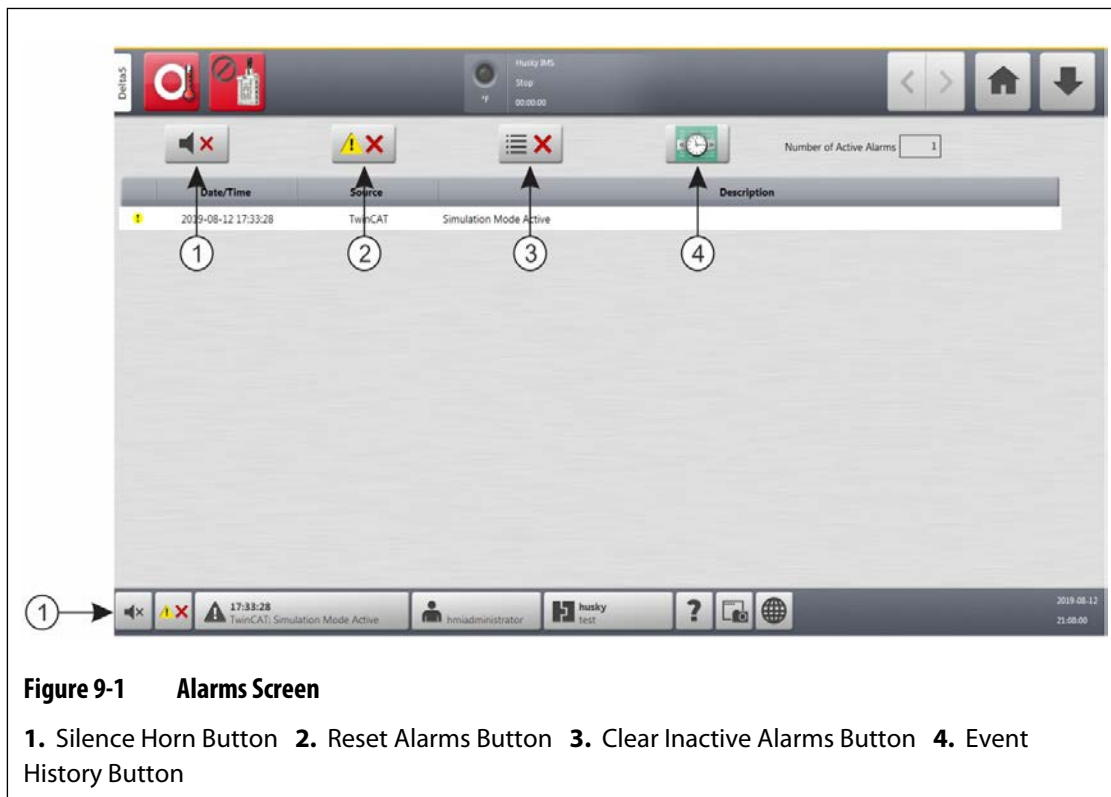 Delta5
Husky IMS
Stop
°F
00:00:00
Number of Active Alarms 1
Date/Time Source Description
2019-08-12 17:33:28 TwinCAT Simulation Mode Active
1 2 3 4
1
17:33:28
TwinCAT: Simulation Mode Active
hmiadministrator
husky
test
?
2019-08-12
21:08:00
Figure 9-1 Alarms Screen
1. Silence Horn Button 2. Reset Alarms Button 3. Clear Inactive Alarms Button 4. Event
History Button